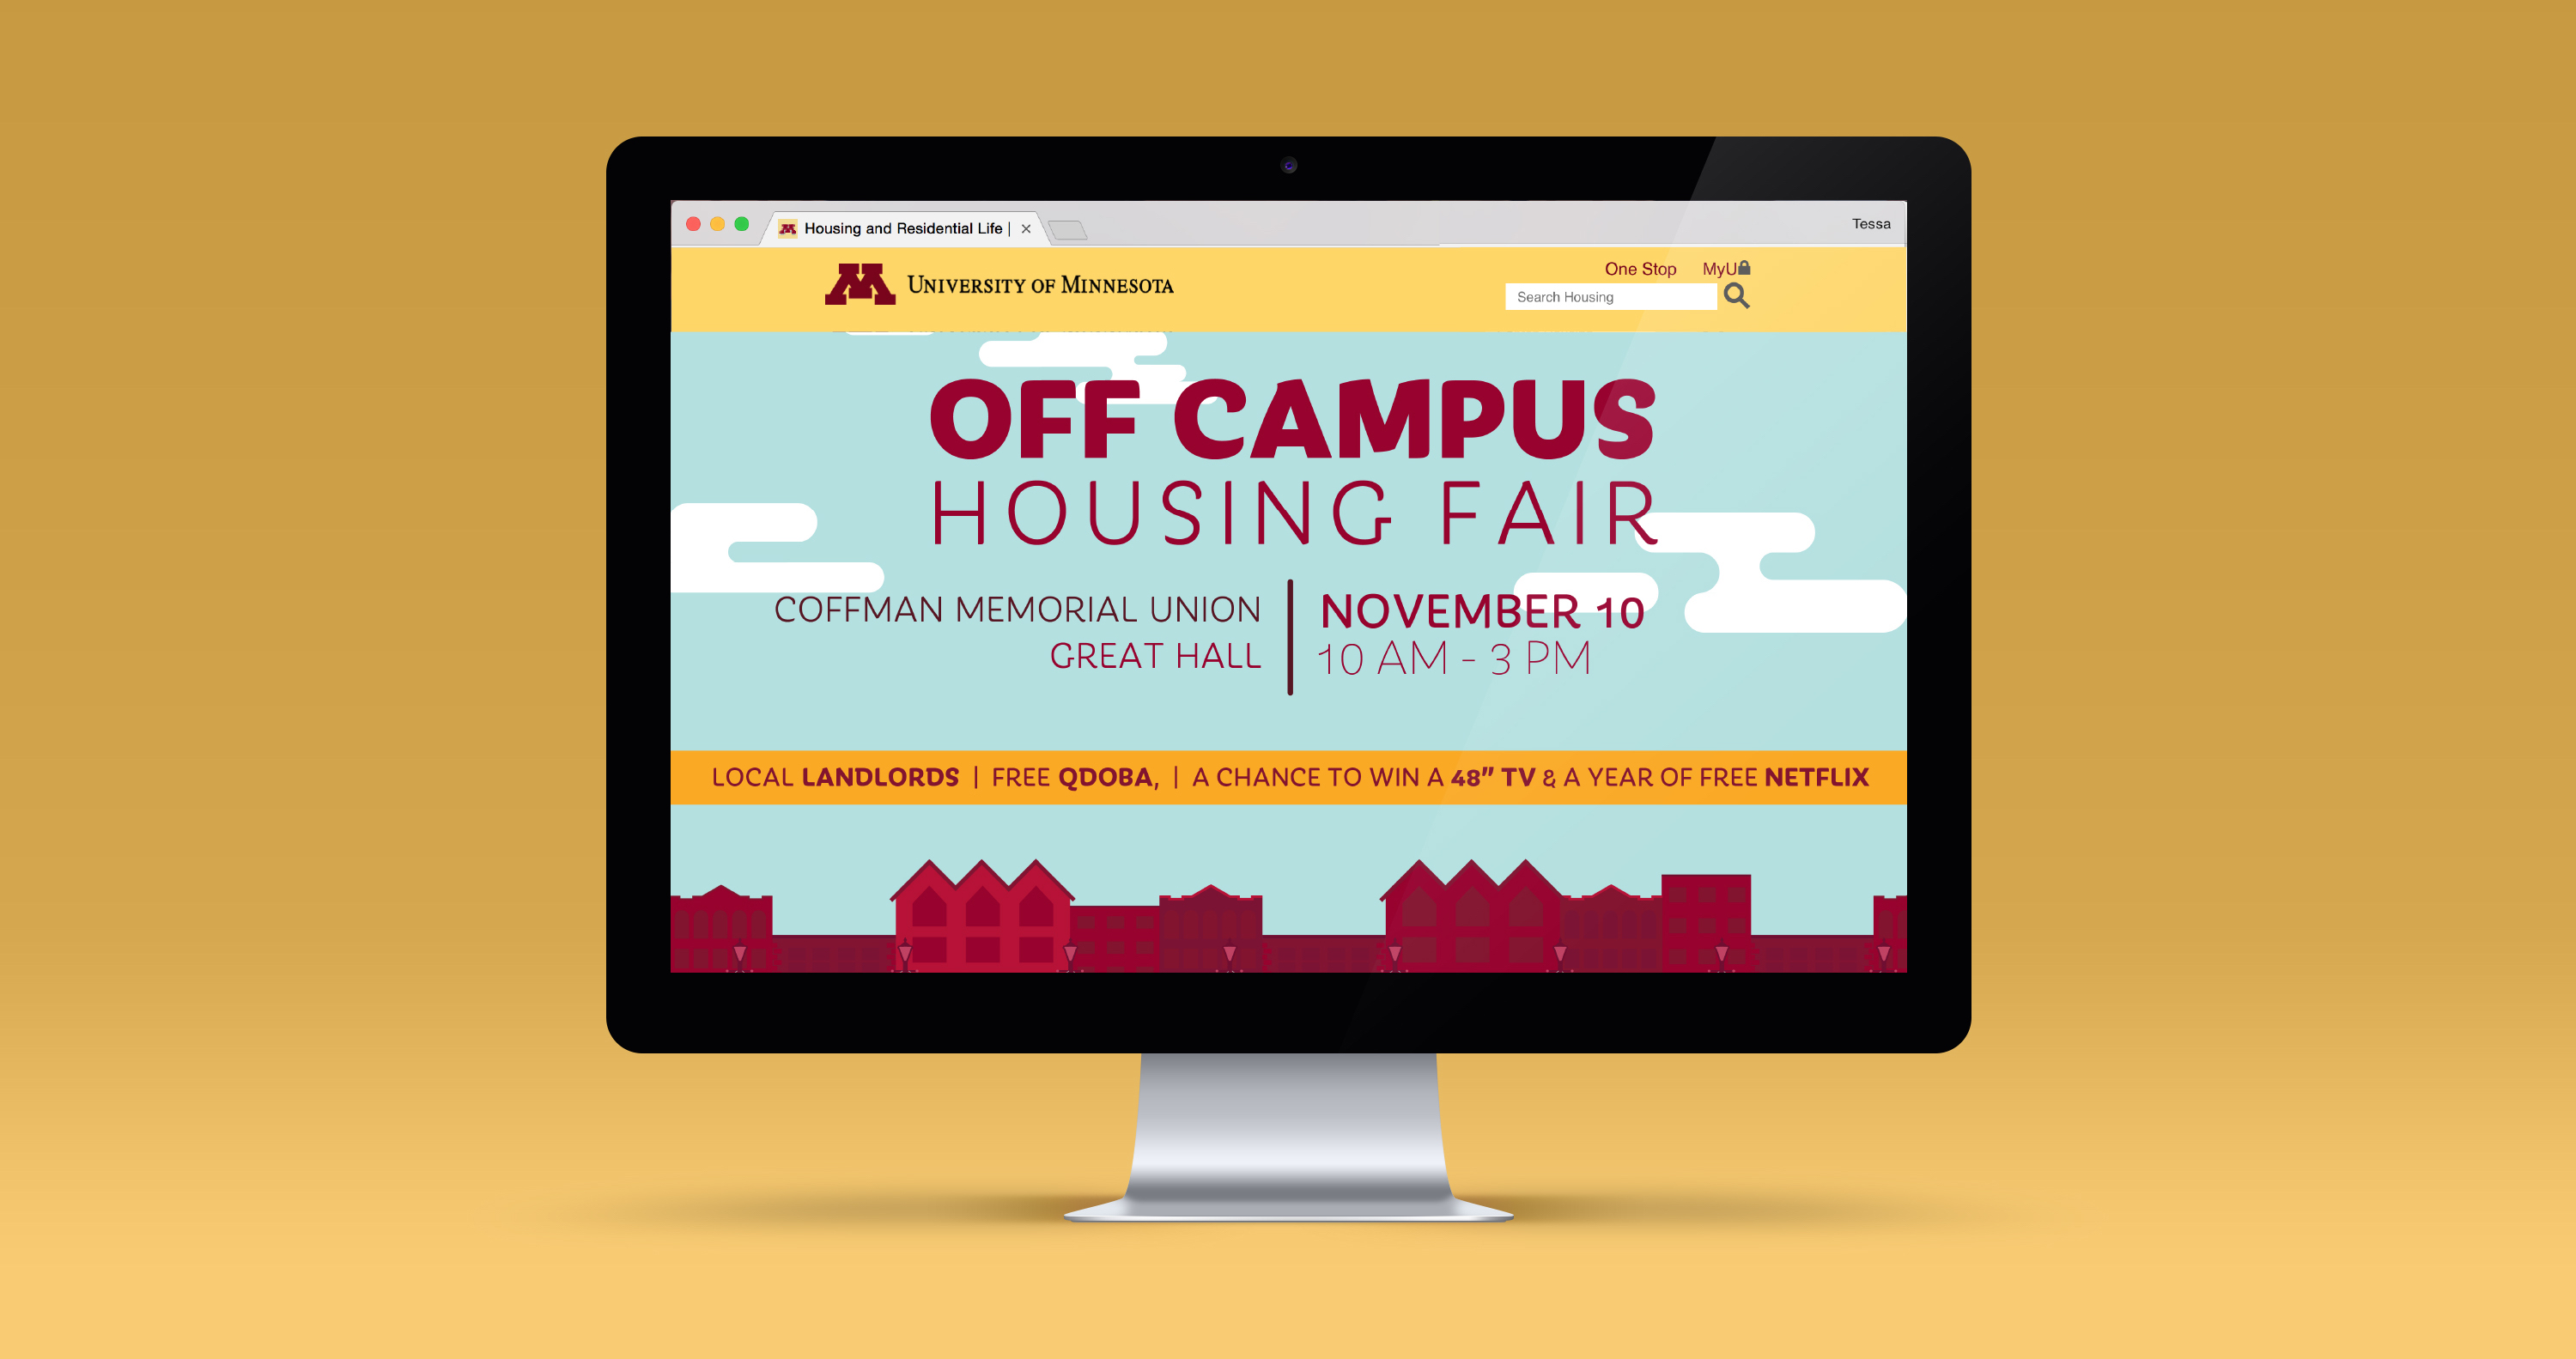 Housing and Residential Life |
Tessa
M University of Minnesota
One Stop MyU
Search Housing
OFF CAMPUS
HOUSING FAIR
COFFMAN MEMORIAL UNION
GREAT HALL
NOVEMBER 10
10 AM - 3 PM
LOCAL LANDLORDS | FREE QDOBA, | A CHANCE TO WIN A 48” TV & A YEAR OF FREE NETFLIX